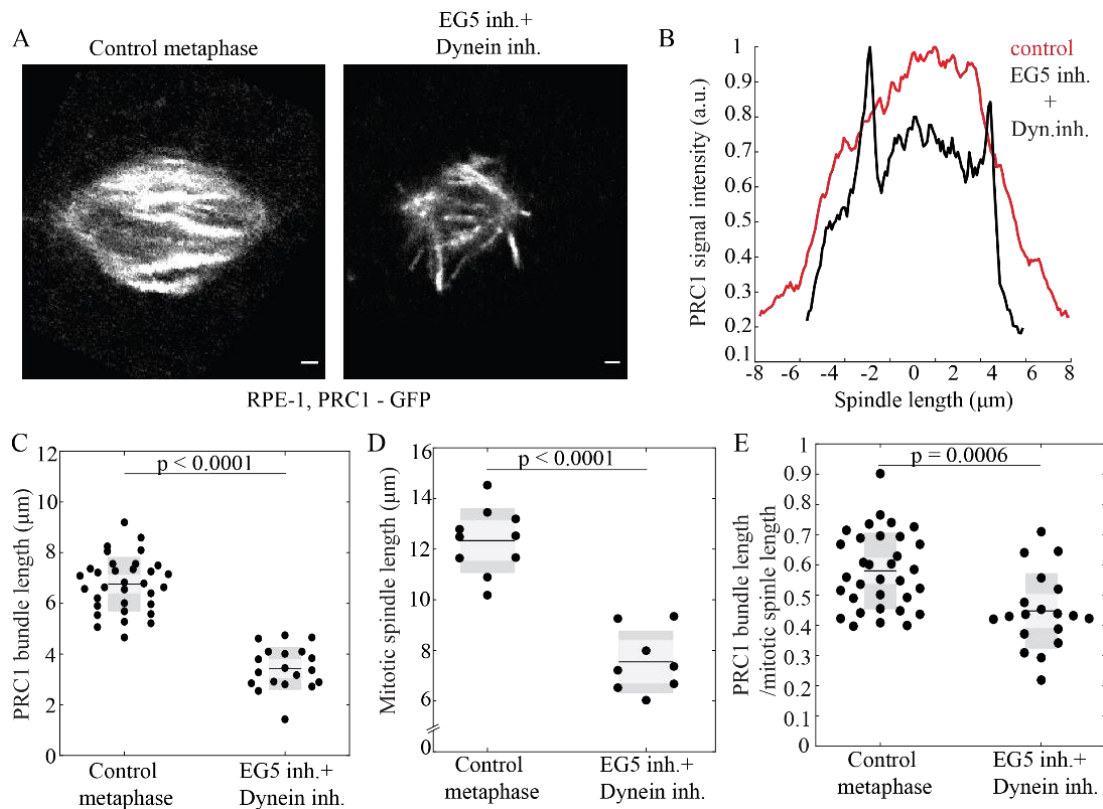 A
Control metaphase
EG5 inh.+
Dynein inh.
RPE-1, PRC1 - GFP
B
PRC1 signal intensity (a.u.)
1
0.9
0.8
0.7
0.6
0.5
0.4
0.3
0.2
0.1
-8 -6 -4 -2 0 2 4 6 8
Spindle length (μm)
control
EG5 inh.
+
Dyn.inh.
C
p < 0.0001
PRC1 bundle length (μm)
12
10
8
6
4
2
0
Control
metaphase
EG5 inh.+
Dynein inh.
D
p < 0.0001
Mitotic spindle length (μm)
16
14
12
10
8
6
0
Control
metaphase
EG5 inh.+
Dynein inh.
E
p = 0.0006
PRC1 bundle length
/mitotic spinle length
1
0.9
0.8
0.7
0.6
0.5
0.4
0.3
0.2
0.1
0
Control
metaphase
EG5 inh.+
Dynein inh.